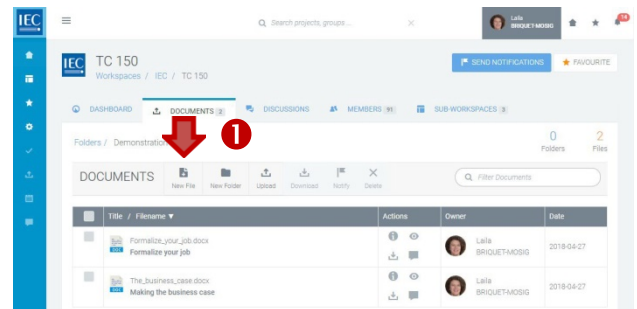 IEC
Search projects, groups...
Laila
BRIQUET-MOSIG
IEC
TC 150
Workspaces / IEC / TC 150
SEND NOTIFICATIONS
FAVOURITE
DASHBOARD
DOCUMENTS 2
DISCUSSIONS
MEMBERS 91
SUB-WORKSPACES 3
Folders / Demonstration
1
0
Folders
2
Files
DOCUMENTS
New File
New Folder
Upload
Download
Notify
Delete
Filter Documents
Title / Filename ▼
Actions
Owner
Date
Formalize_your_job.docx
Formalize your job
Laila
BRIQUET-MOSIG
2018-04-27
The_business_case.docx
Making the business case
Laila
BRIQUET-MOSIG
2018-04-27